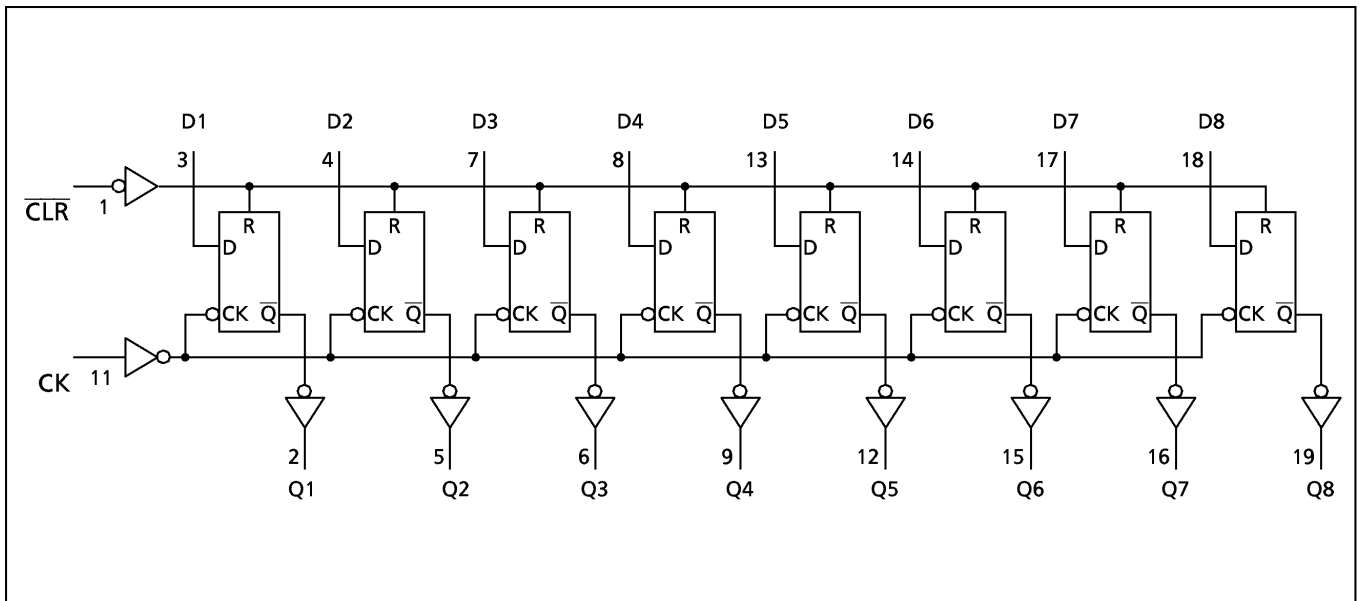 D1 D2 D3 D4 D5 D6 D7 D8
3 4 7 8 13 14 17 18
C̅L̅R̅ 1
R R R R R R R R
D D D D D D D D
CK Q̅ CK Q̅ CK Q̅ CK Q̅ CK Q̅ CK Q̅ CK Q̅ CK Q̅
CK 11
2 5 6 9 12 15 16 19
Q1 Q2 Q3 Q4 Q5 Q6 Q7 Q8